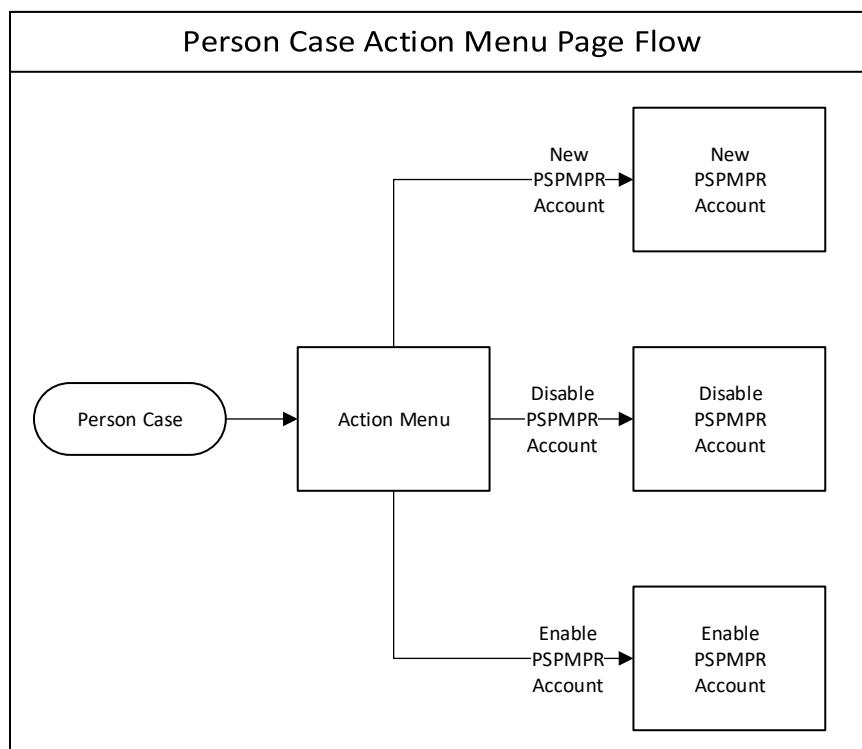 Person Case Action Menu Page Flow
New
PSPMPR
Account
New
PSPMPR
Account
Person Case
Action Menu
Disable
PSPMPR
Account
Disable
PSPMPR
Account
Enable
PSPMPR
Account
Enable
PSPMPR
Account